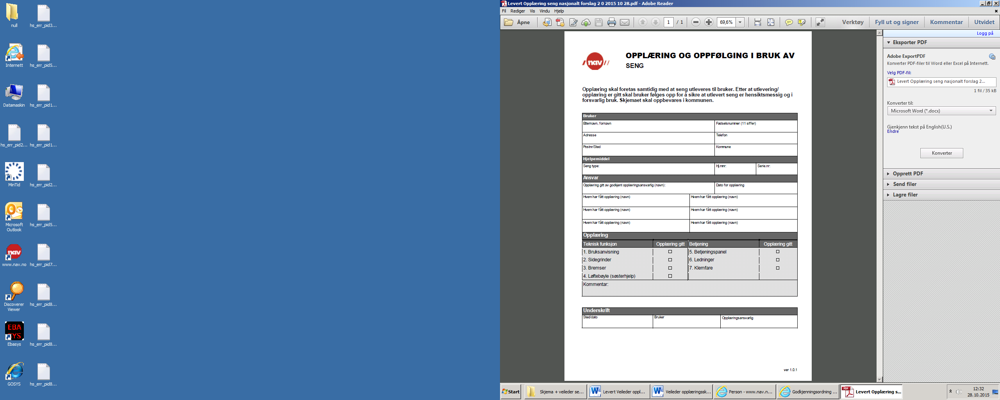 null
hs_err_pid3...
Internett
hs_err_pid5...
Datamaskin
hs_err_pid1...
hs_err_pid2...
hs_err_pid1...
MinTid
hs_err_pid2...
Microsoft
Outlook
hs_err_pid5...
www.nav.no
hs_err_pid7...
Discoverer
Viewer
hs_err_pid8...
EBA
SYS
Ebasys
hs_err_pid8...
GOSYS
hs_err_pid8...
Levert Opplæring seng nasjonalt forslag 2 0 2015 10 28.pdf - Adobe Reader
Fil Rediger Vis Vindu Hjelp
Åpne 1 / 1 69,6% Verktøy Fyll ut og signer Kommentar Utvidet
nav
OPPLÆRING OG OPPFØLGING I BRUK AV
SENG
Opplæring skal foretas samtidig med at seng utleveres til bruker. Etter at utlevering/
opplæring er gitt skal bruker følges opp for å sikre at utlevert seng er hensiktsmessig og i
forsvarlig bruk. Skjemaet skal oppbevares i kommunen.
Bruker
Etternavn, fornavn Fødselsnummer (11 siffer)
Adresse Telefon
Postnr/Sted Kommune
Hjelpemiddel
Seng type: Hj.mnr: Serie.nr:
Ansvar
Opplæring gitt av godkjent opplæringsansvarlig (navn): Dato for opplæring
Hvem har fått opplæring (navn) Hvem har fått opplæring (navn)
Hvem har fått opplæring (navn) Hvem har fått opplæring (navn)
Hvem har fått opplæring (navn) Hvem har fått opplæring (navn)
Opplæring
Teknisk funksjon Opplæring gitt Betjening Opplæring gitt
1. Bruksanvisning 5. Betjeningspanel
2. Sidegrinder 6. Ledninger
3. Bremser 7. Klemfare
4. Løftebøyle (søsterhjelp)
Kommentar:
Underskrift
Sted/dato Bruker Opplæringsansvarlig
ver 1.0.1
Logg på
Eksporter PDF
Adobe ExportPDF
Konverter PDF-filer til Word eller Excel på Internett.
Velg PDF-fil:
Levert Opplæring seng nasjonalt forslag 2...
1 fil / 35 kB
Konverter til:
Microsoft Word (*.docx)
Gjenkjenn tekst på English(U.S.)
Endre
Konverter
Opprett PDF
Send filer
Lagre filer
Start Skjema + veileder se... Levert Veileder oppl... Veileder opplæringssk... Person - www.nav.n... Godkjenningsordning ... PDF Levert Opplæring s...
12:32
28.10.2015